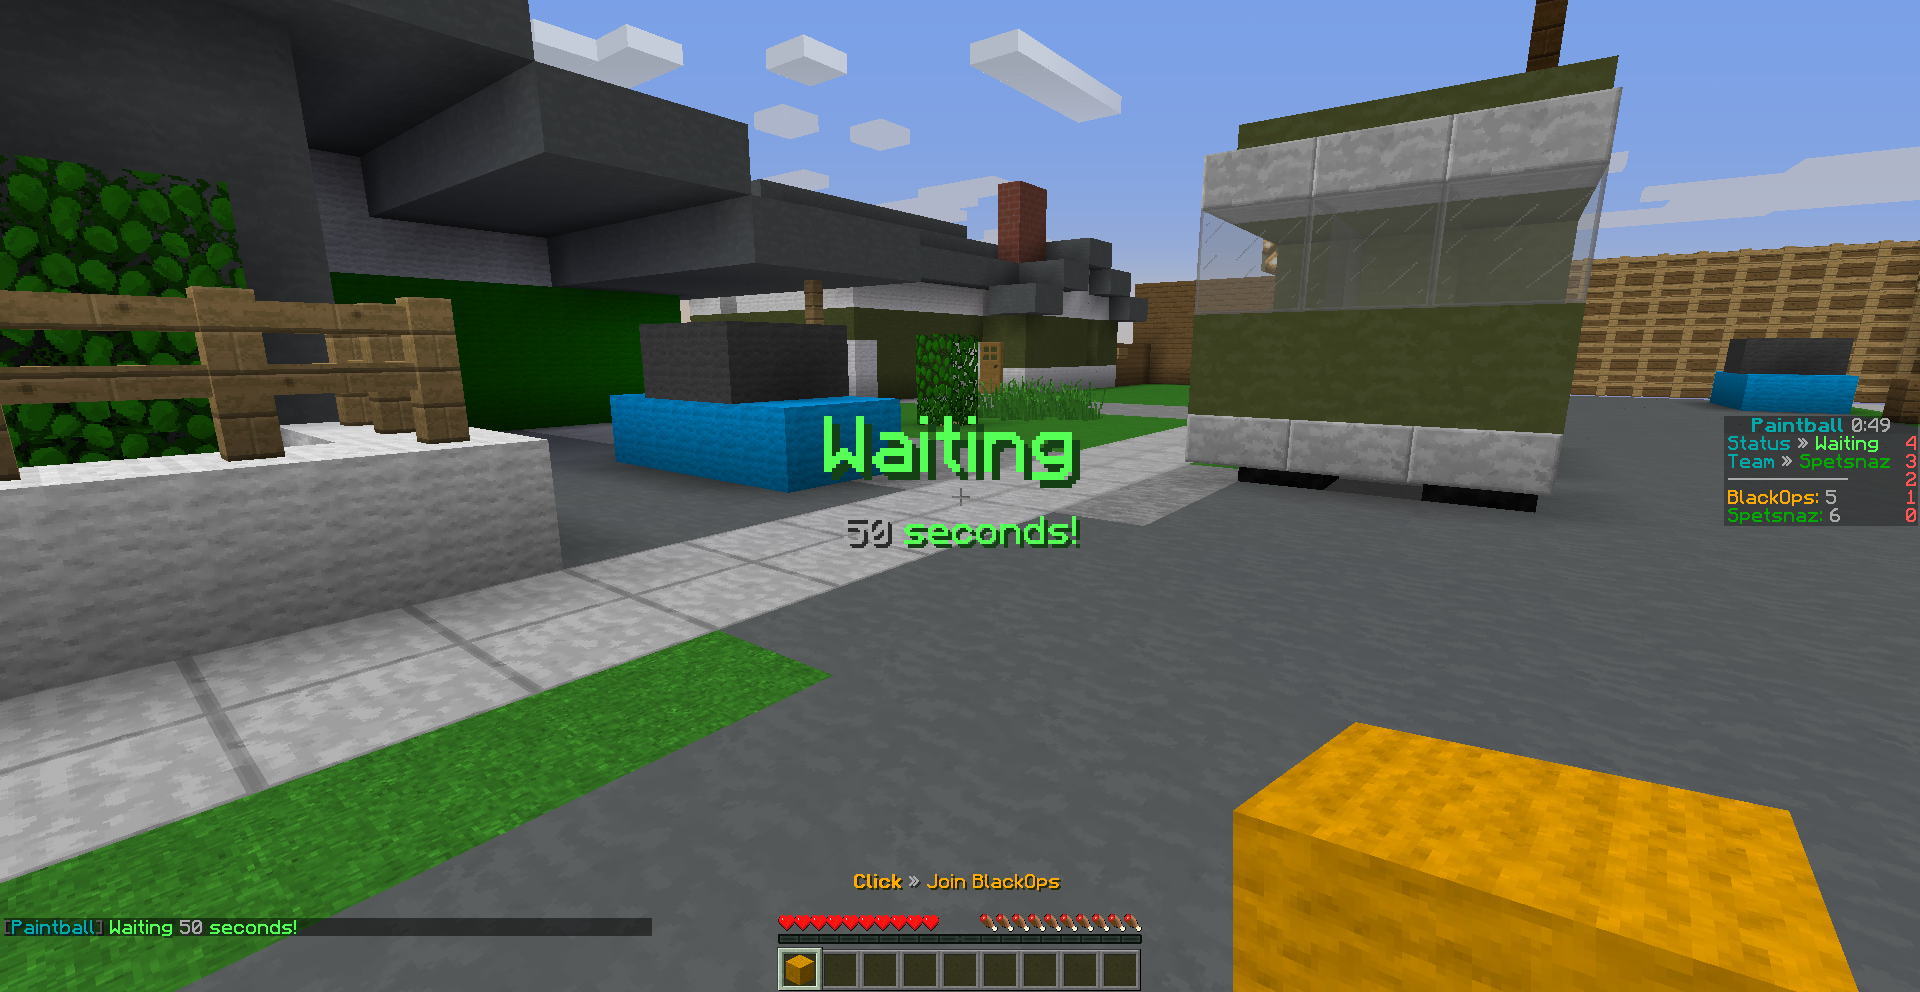 Waiting
50 seconds!
Paintball 0:49
Status » Waiting 4
Team » Spetsnaz 3
2
BlackOps: 5 1
Spetsnaz: 6 0
Click » Join BlackOps
[Paintball] Waiting 50 seconds!